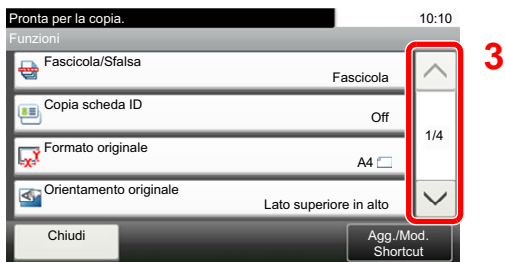 Pronta per la copia. 10:10
Funzioni
Fascicola/Sfalsa
Fascicola
Copia scheda ID
Off
Formato originale
A4
Orientamento originale
Lato superiore in alto
1/4
3
Chiudi
Agg./Mod.
Shortcut